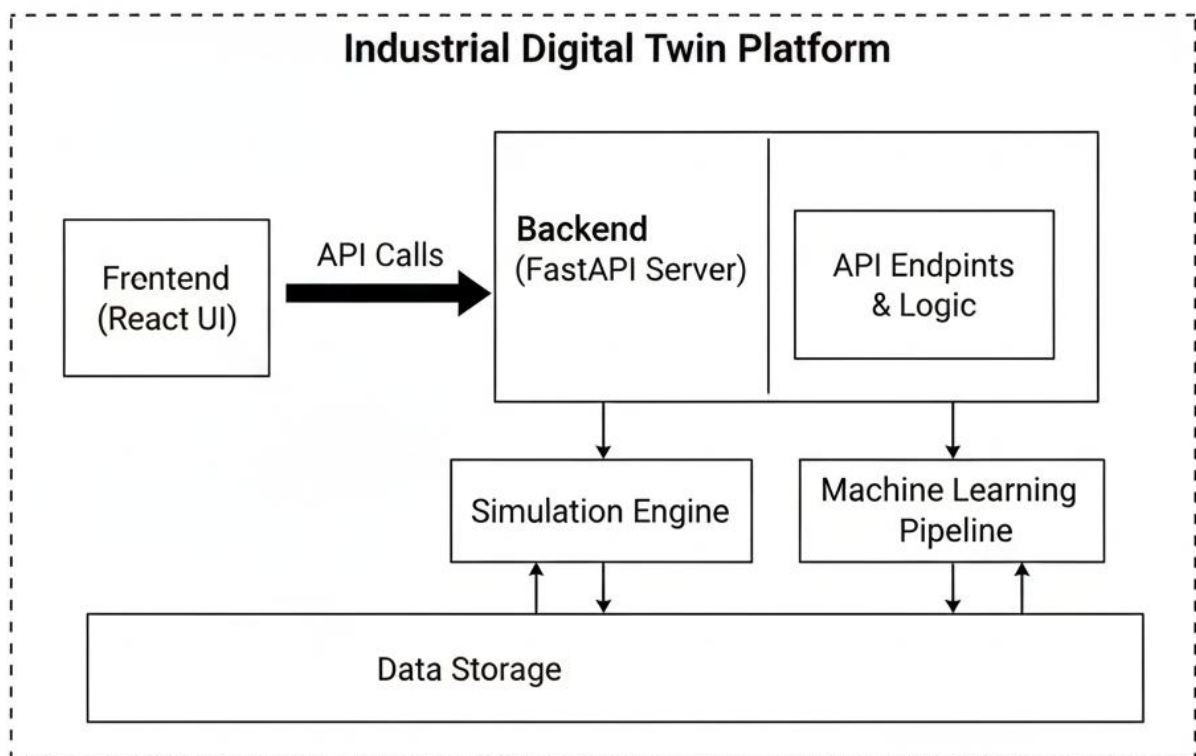 Industrial Digital Twin Platform
Frontend
(React UI)
API Calls
Backend
(FastAPI Server)
API Endpints
& Logic
Simulation Engine
Machine Learning
Pipeline
Data Storage